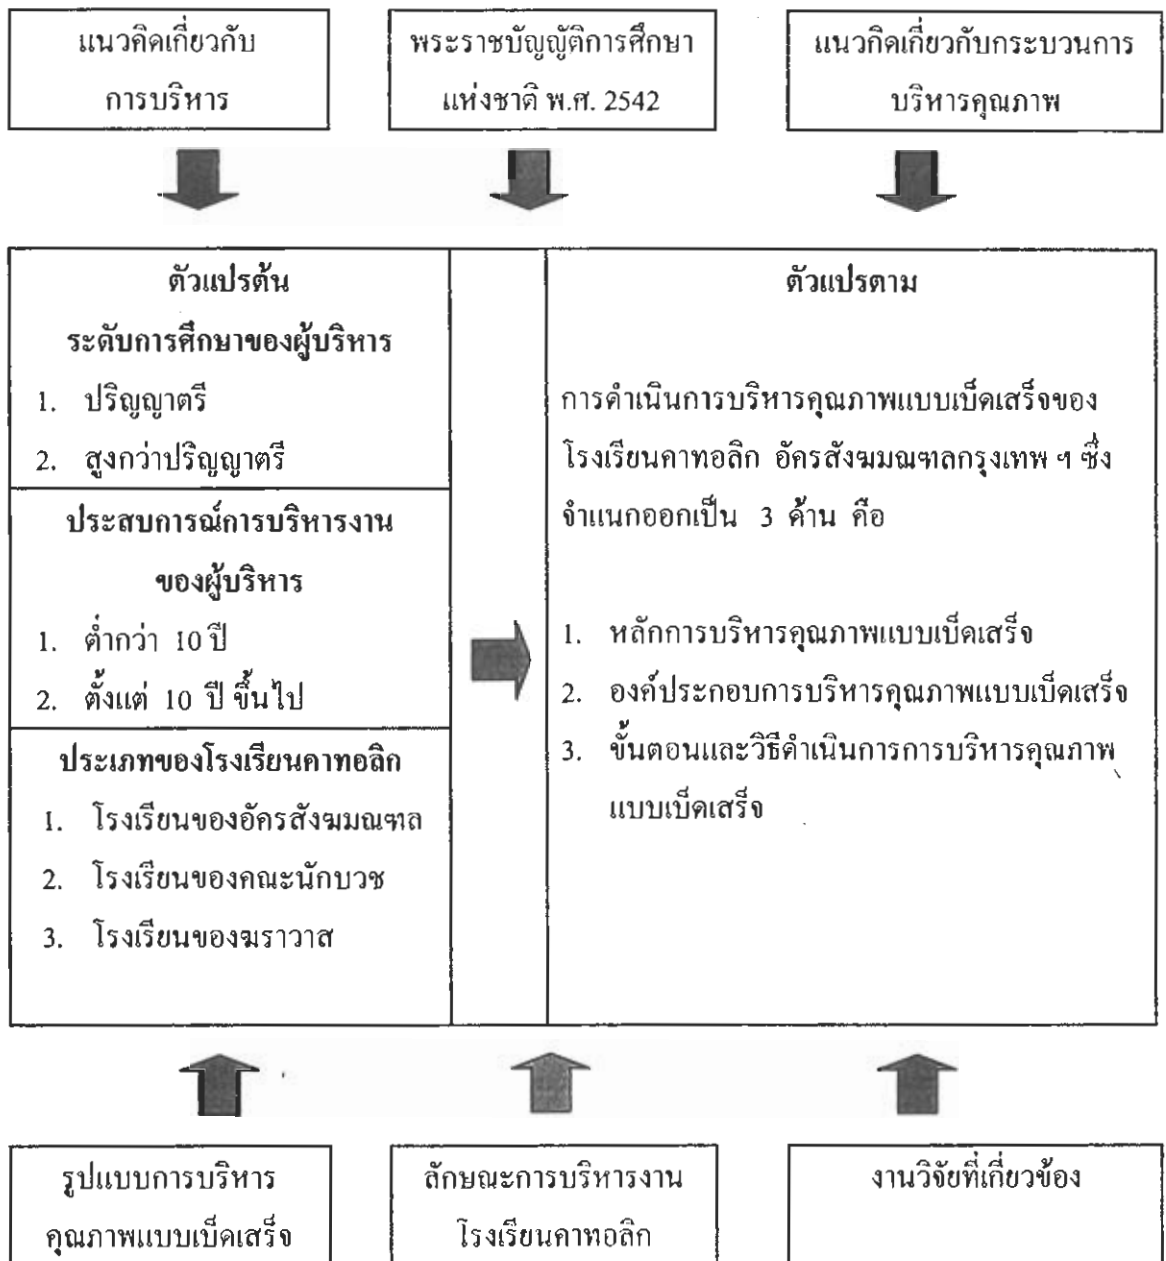 แนวคิดเกี่ยวกับ
การบริหาร
พระราชบัญญัติการศึกษา
แห่งชาติ พ.ศ. 2542
แนวคิดเกี่ยวกับกระบวนการ
บริหารคุณภาพ
ตัวแปรต้น
ระดับการศึกษาของผู้บริหาร
1. ปริญญาตรี
2. สูงกว่าปริญญาตรี
ประสบการณ์การบริหารงาน
ของผู้บริหาร
1. ต่ำกว่า 10 ปี
2. ตั้งแต่ 10 ปี ขึ้นไป
ประเภทของโรงเรียนคาทอลิก
1. โรงเรียนของอัครสังฆมณฑล
2. โรงเรียนของคณะนักบวช
3. โรงเรียนของฆราวาส
ตัวแปรตาม
การดำเนินการบริหารคุณภาพแบบเบ็ดเสร็จของ
โรงเรียนคาทอลิก อัครสังฆมณฑลกรุงเทพ ฯ ซึ่ง
จำแนกออกเป็น 3 ด้าน คือ
1. หลักการบริหารคุณภาพแบบเบ็ดเสร็จ
2. องค์ประกอบการบริหารคุณภาพแบบเบ็ดเสร็จ
3. ขั้นตอนและวิธีดำเนินการการบริหารคุณภาพ
แบบเบ็ดเสร็จ
รูปแบบการบริหาร
คุณภาพแบบเบ็ดเสร็จ
ลักษณะการบริหารงาน
โรงเรียนคาทอลิก
งานวิจัยที่เกี่ยวข้อง